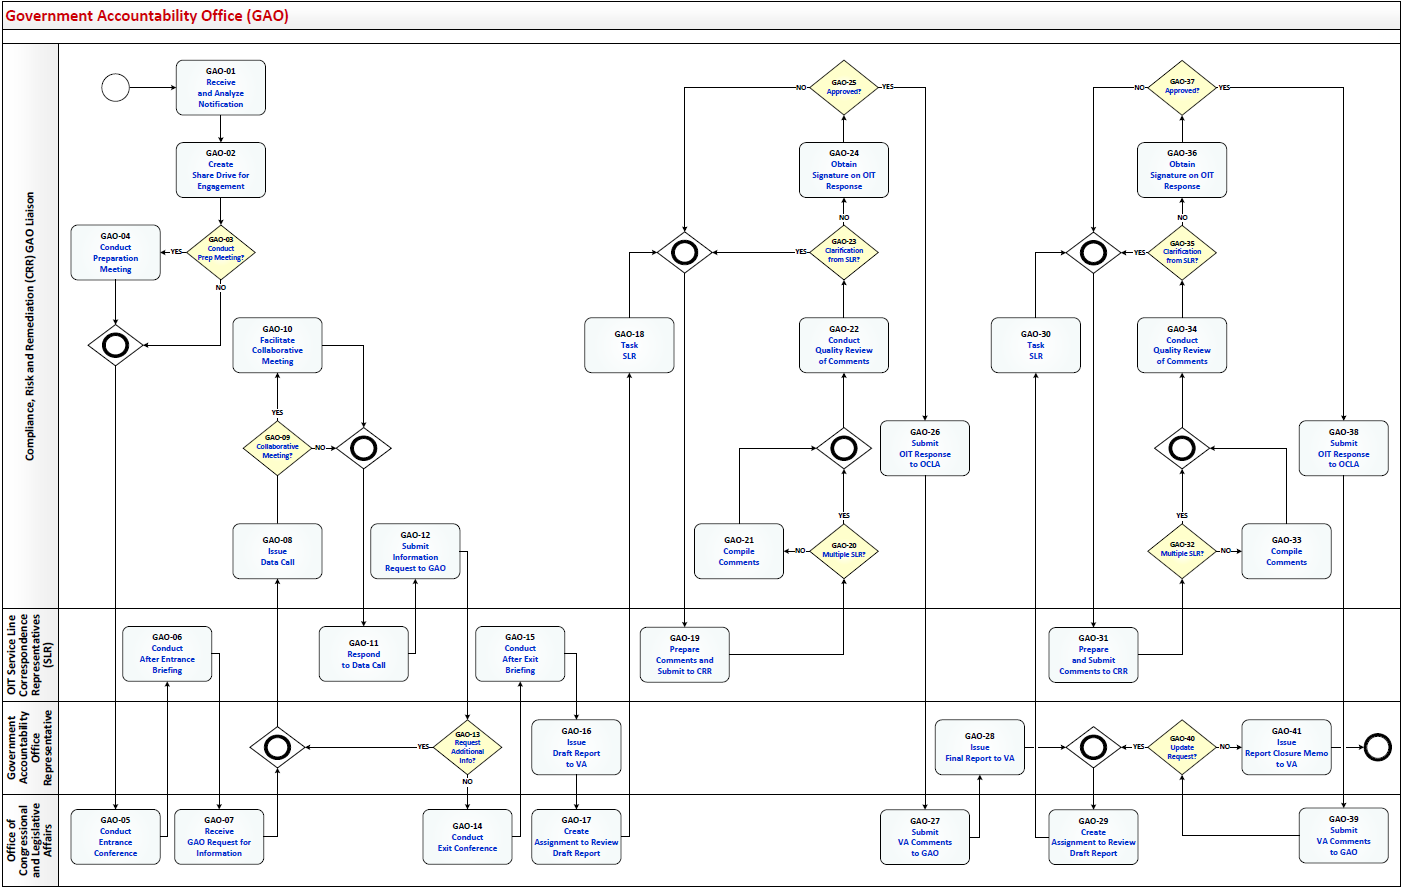 Government Accountability Office (GAO)
Compliance, Risk and Remediation (CRR) GAO Liaison
GAO-01
Receive
and Analyze
Notification
GAO-02
Create
Share Drive for
Engagement
GAO-03
Conduct
Prep Meeting?
YES
NO
GAO-04
Conduct
Preparation
Meeting
GAO-10
Facilitate
Collaborative
Meeting
YES
GAO-09
Collaborative
Meeting?
NO
GAO-08
Issue
Data Call
GAO-12
Submit
Information
Request to GAO
GAO-18
Task
SLR
GAO-25
Approved?
NO
YES
GAO-24
Obtain
Signature on OIT
Response
NO
GAO-23
Clarification
from SLR?
YES
GAO-22
Conduct
Quality Review
of Comments
GAO-26
Submit
OIT Response
to OCLA
YES
GAO-21
Compile
Comments
NO
GAO-20
Multiple SLR?
GAO-30
Task
SLR
GAO-37
Approved?
NO
YES
GAO-36
Obtain
Signature on OIT
Response
NO
GAO-35
Clarification
from SLR?
YES
GAO-34
Conduct
Quality Review
of Comments
GAO-38
Submit
OIT Response
to OCLA
YES
GAO-32
Multiple SLR?
NO
GAO-33
Compile
Comments
OIT Service Line
Correspondence
Representatives
(SLR)
GAO-06
Conduct
After Entrance
Briefing
GAO-11
Respond
to Data Call
GAO-15
Conduct
After Exit
Briefing
GAO-19
Prepare
Comments and
Submit to CRR
GAO-31
Prepare
and Submit
Comments to CRR
Government
Accountability
Office
Representative
YES
GAO-13
Request
Additional
Info?
NO
GAO-16
Issue
Draft Report
to VA
GAO-28
Issue
Final Report to VA
YES
GAO-40
Update
Request?
NO
GAO-41
Issue
Report Closure Memo
to VA
Office of
Congressional
and Legislative
Affairs
GAO-05
Conduct
Entrance
Conference
GAO-07
Receive
GAO Request for
Information
GAO-14
Conduct
Exit Conference
GAO-17
Create
Assignment to Review
Draft Report
GAO-27
Submit
VA Comments
to GAO
GAO-29
Create
Assignment to Review
Draft Report
GAO-39
Submit
VA Comments
to GAO